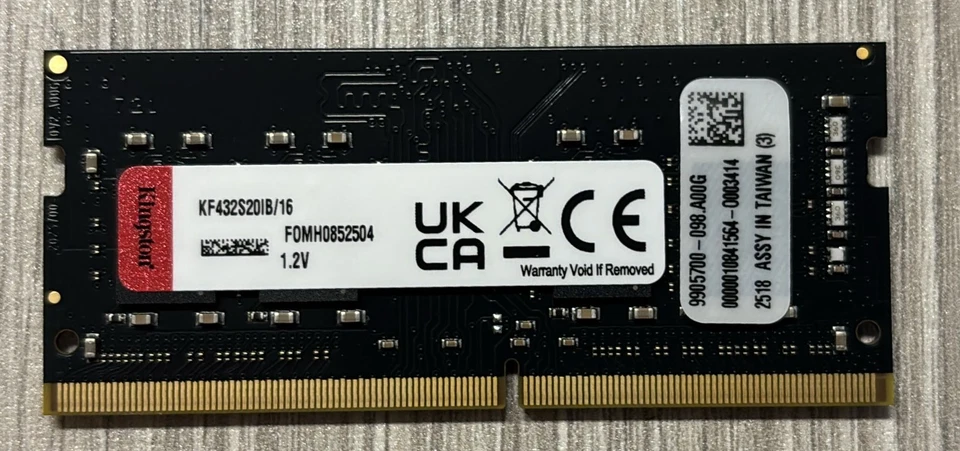 Kingston
KF432S20IB/16
F0MH0852504
1.2V
UK
CA
CE
Warranty Void If Removed
9905700-098.A00G
0000010841564-0003414
2518 ASSY IN TAIWAN (3)